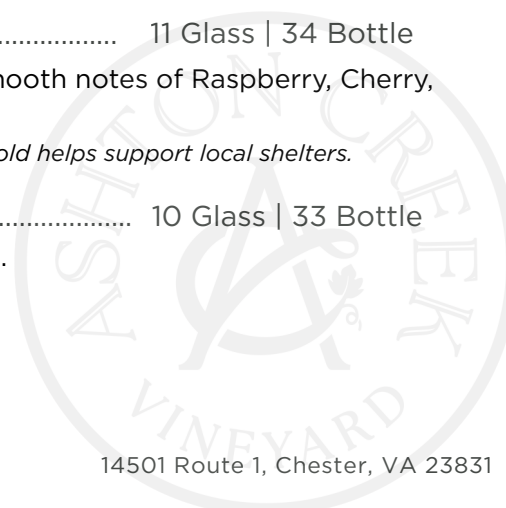 ................. 11 Glass | 34 Bottle
mooth notes of Raspberry, Cherry,
old helps support local shelters.
................... 10 Glass | 33 Bottle
.
ASHTON CREEK
VINEYARD
14501 Route 1, Chester, VA 23831